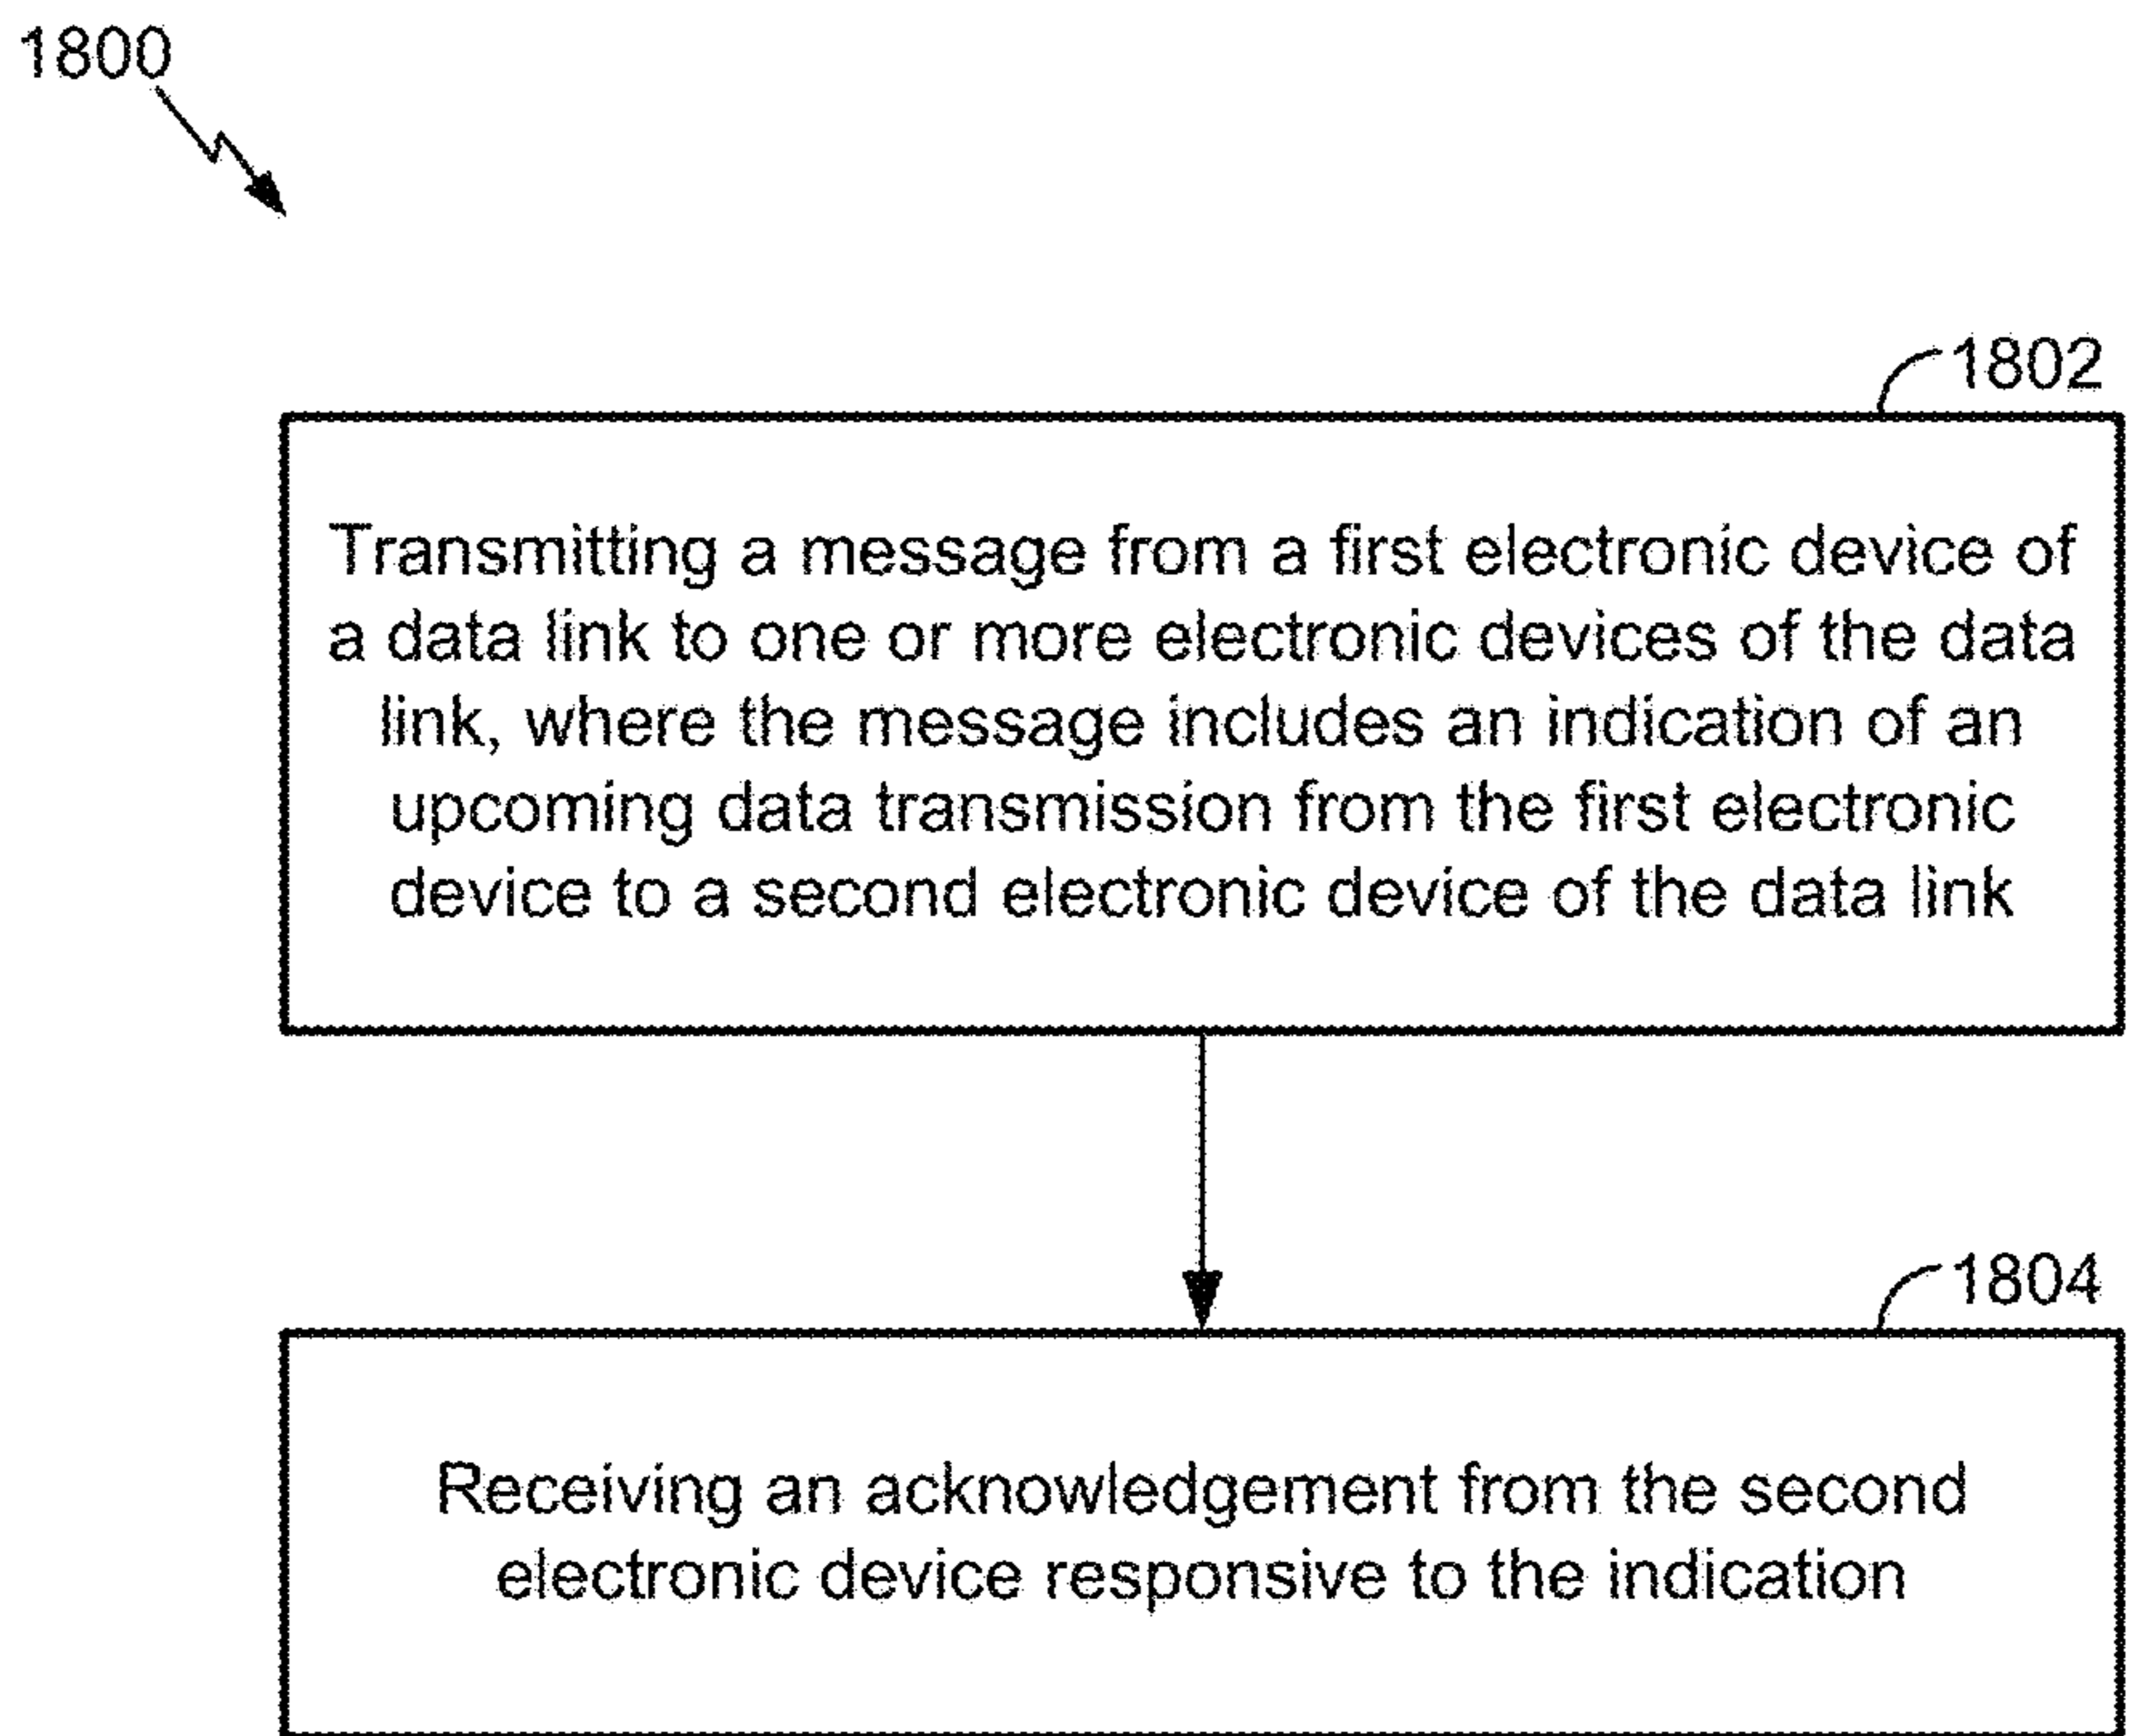 1800
1802
Transmitting a message from a first electronic device of
a data link to one or more electronic devices of the data
link, where the message includes an indication of an
upcoming data transmission from the first electronic
device to a second electronic device of the data link
1804
Receiving an acknowledgement from the second
electronic device responsive to the indication